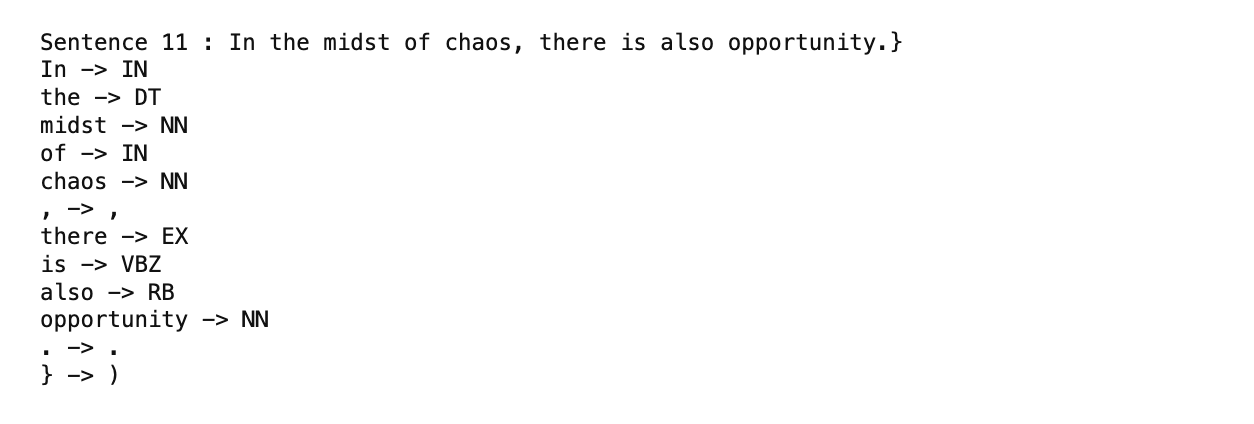 Sentence 11 : In the midst of chaos, there is also opportunity.}
In -> IN
the -> DT
midst -> NN
of -> IN
chaos -> NN
, -> ,
there -> EX
is -> VBZ
also -> RB
opportunity -> NN
. -> .
} -> )